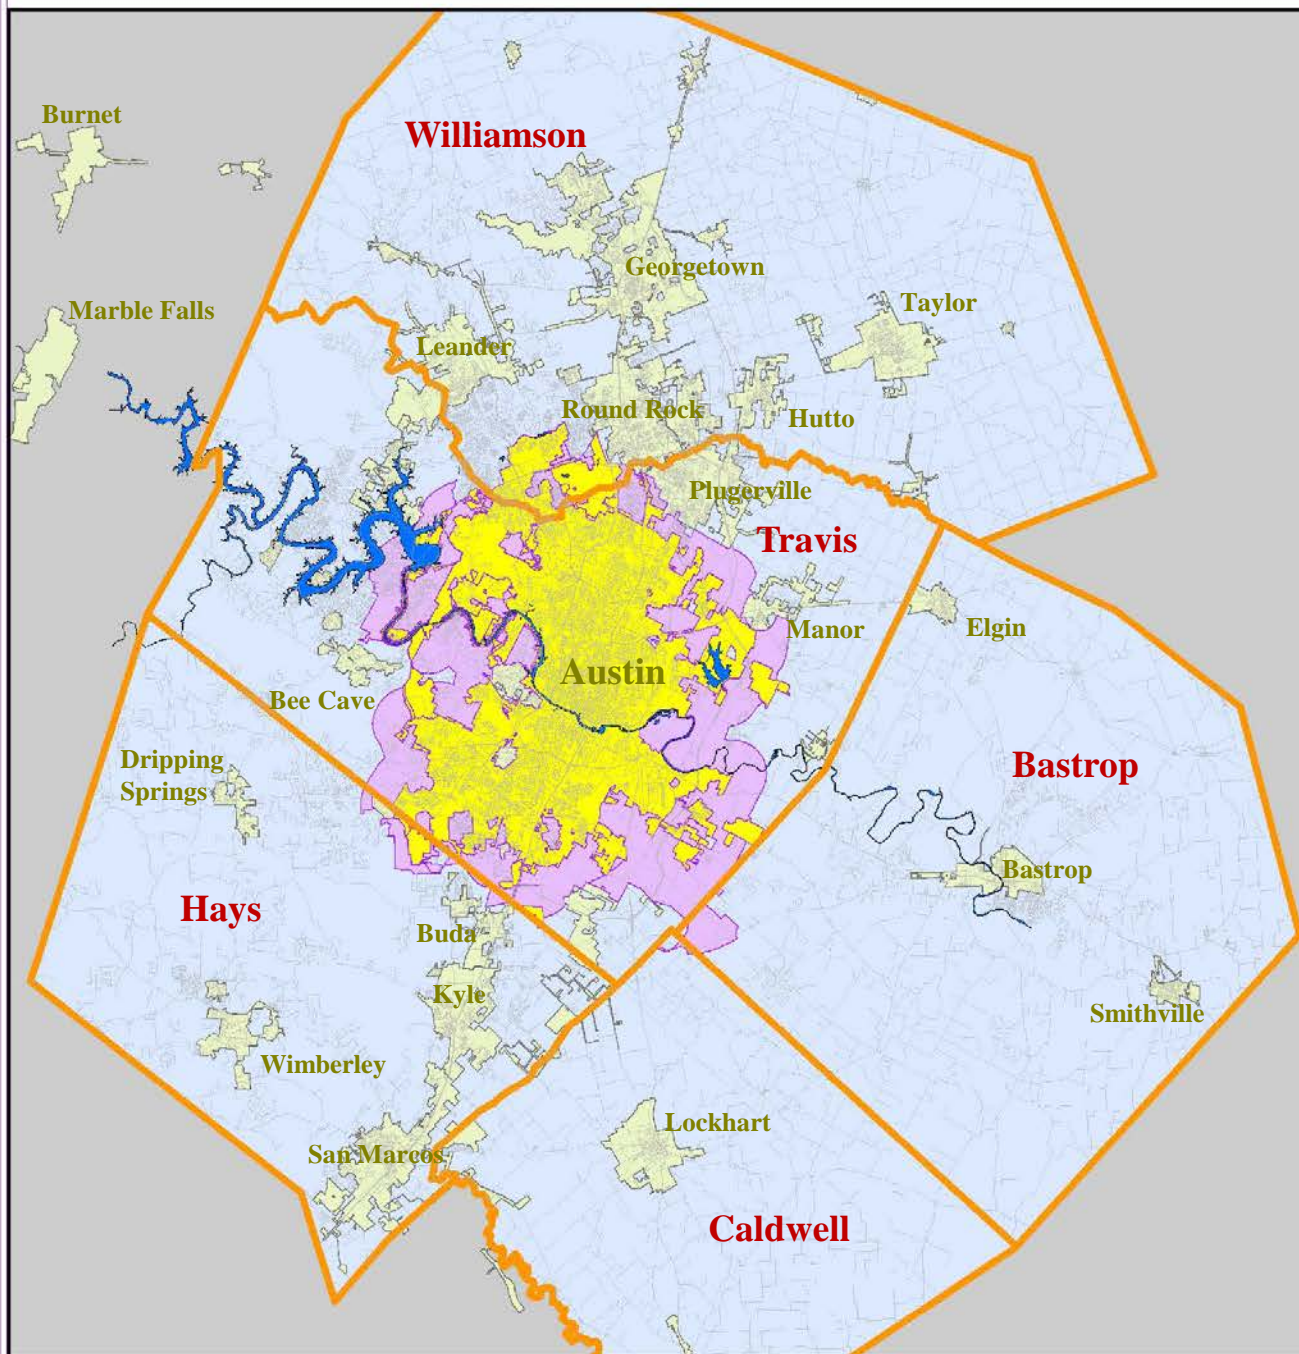 Burnet
Williamson
Georgetown
Marble Falls
Taylor
Leander
Round Rock
Hutto
Plugerville
Travis
Manor
Elgin
Austin
Bee Cave
Dripping
Springs
Bastrop
Bastrop
Hays
Buda
Kyle
Smithville
Wimberley
Lockhart
San Marcos
Caldwell